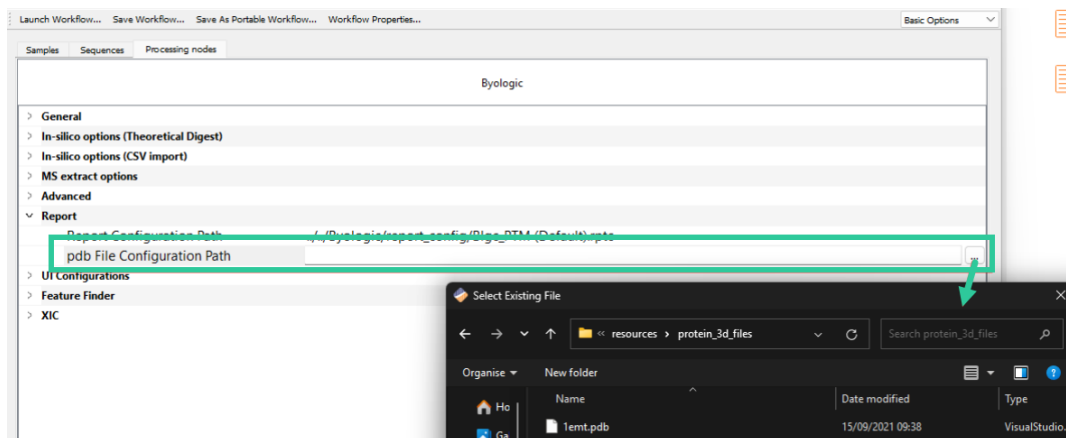 Launch Workflow... Save Workflow... Save As Portable Workflow... Workflow Properties...
Basic Options
Samples Sequences Processing nodes
Byologic
General
In-silico options (Theoretical Digest)
In-silico options (CSV import)
MS extract options
Advanced
Report
Report Configuration Path
pdb File Configuration Path ...
UI Configurations
Feature Finder
XIC
Select Existing File
« resources › protein_3d_files
Search protein_3d_files
Organise New folder
Name Date modified Type
Ho
1emt.pdb 15/09/2021 09:38 VisualStudio.
Ga